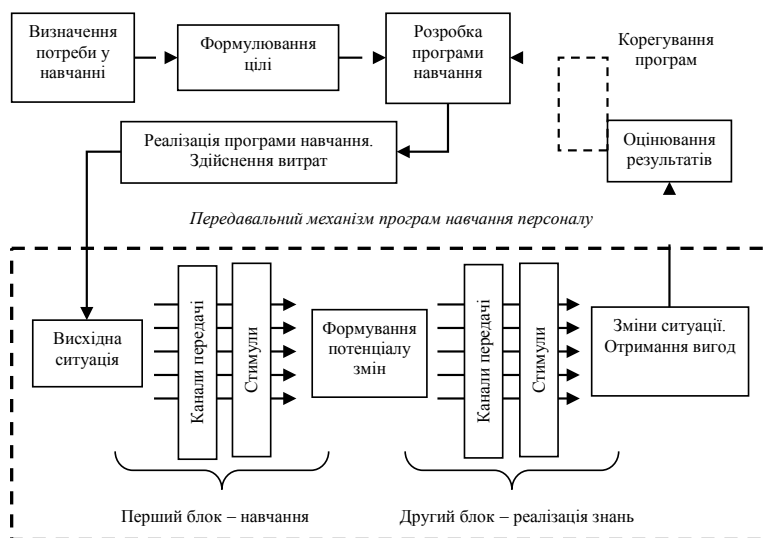 Визначення
потреби у
навчанні
Формулювання
цілі
Розробка
програми
навчання
Корегування
програм
Реалізація програми навчання.
Здійснення витрат
Оцінювання
результатів
Передавальний механізм програм навчання персоналу
Висхідна
ситуація
Канали передачі
Стимули
Формування
потенціалу
змін
Канали передачі
Стимули
Зміни ситуації.
Отримання вигод
Перший блок – навчання
Другий блок – реалізація знань